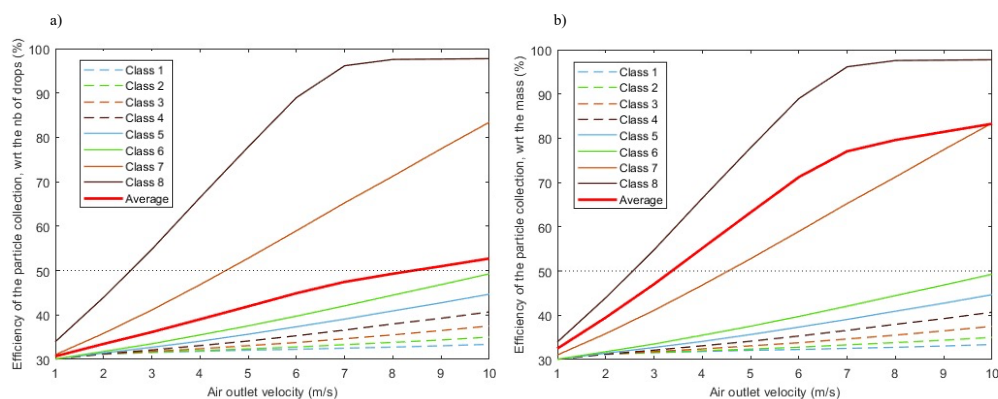 a)
Efficiency of the particle collection, wrt the nb of drops (%)
100
90
80
70
60
50
40
30
Class 1
Class 2
Class 3
Class 4
Class 5
Class 6
Class 7
Class 8
Average
1 2 3 4 5 6 7 8 9 10
Air outlet velocity (m/s)
b)
Efficiency of the particle collection, wrt the mass (%)
100
90
80
70
60
50
40
30
Class 1
Class 2
Class 3
Class 4
Class 5
Class 6
Class 7
Class 8
Average
1 2 3 4 5 6 7 8 9 10
Air outlet velocity (m/s)